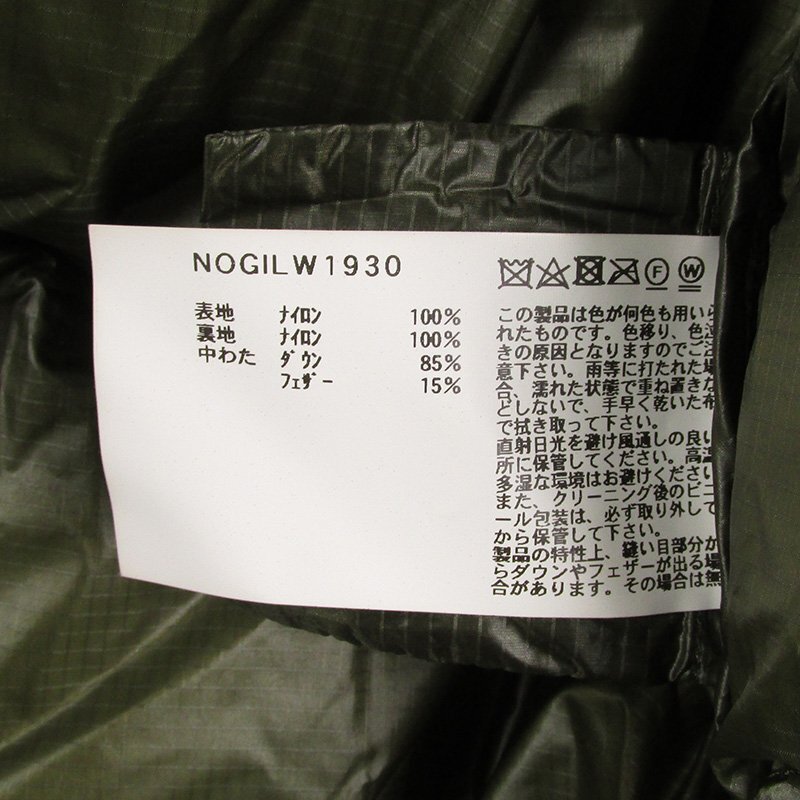 NOGILW1930
表地 ナイロン 100%
裏地 ナイロン 100%
中わた ダウン 85%
フェザー 15%
F W
この製品は色が何色も用いら
れたものです。色移り、色
きの原因となりますのでご注
意下さい。雨等に打たれた場
合、濡れた状態で重ね置きな
どしないで、手早く乾いた布
で拭き取って下さい。
直射日光を避け風通しの良い
所に保管してください。高温
多湿な環境はお避けください
また、クリーニング後のビニ
ール包装は、必ず取り外して
から保管して下さい。
製品の特性上、縫い目部分か
らダウンやフェザーが出る場
合があります。その場合は無